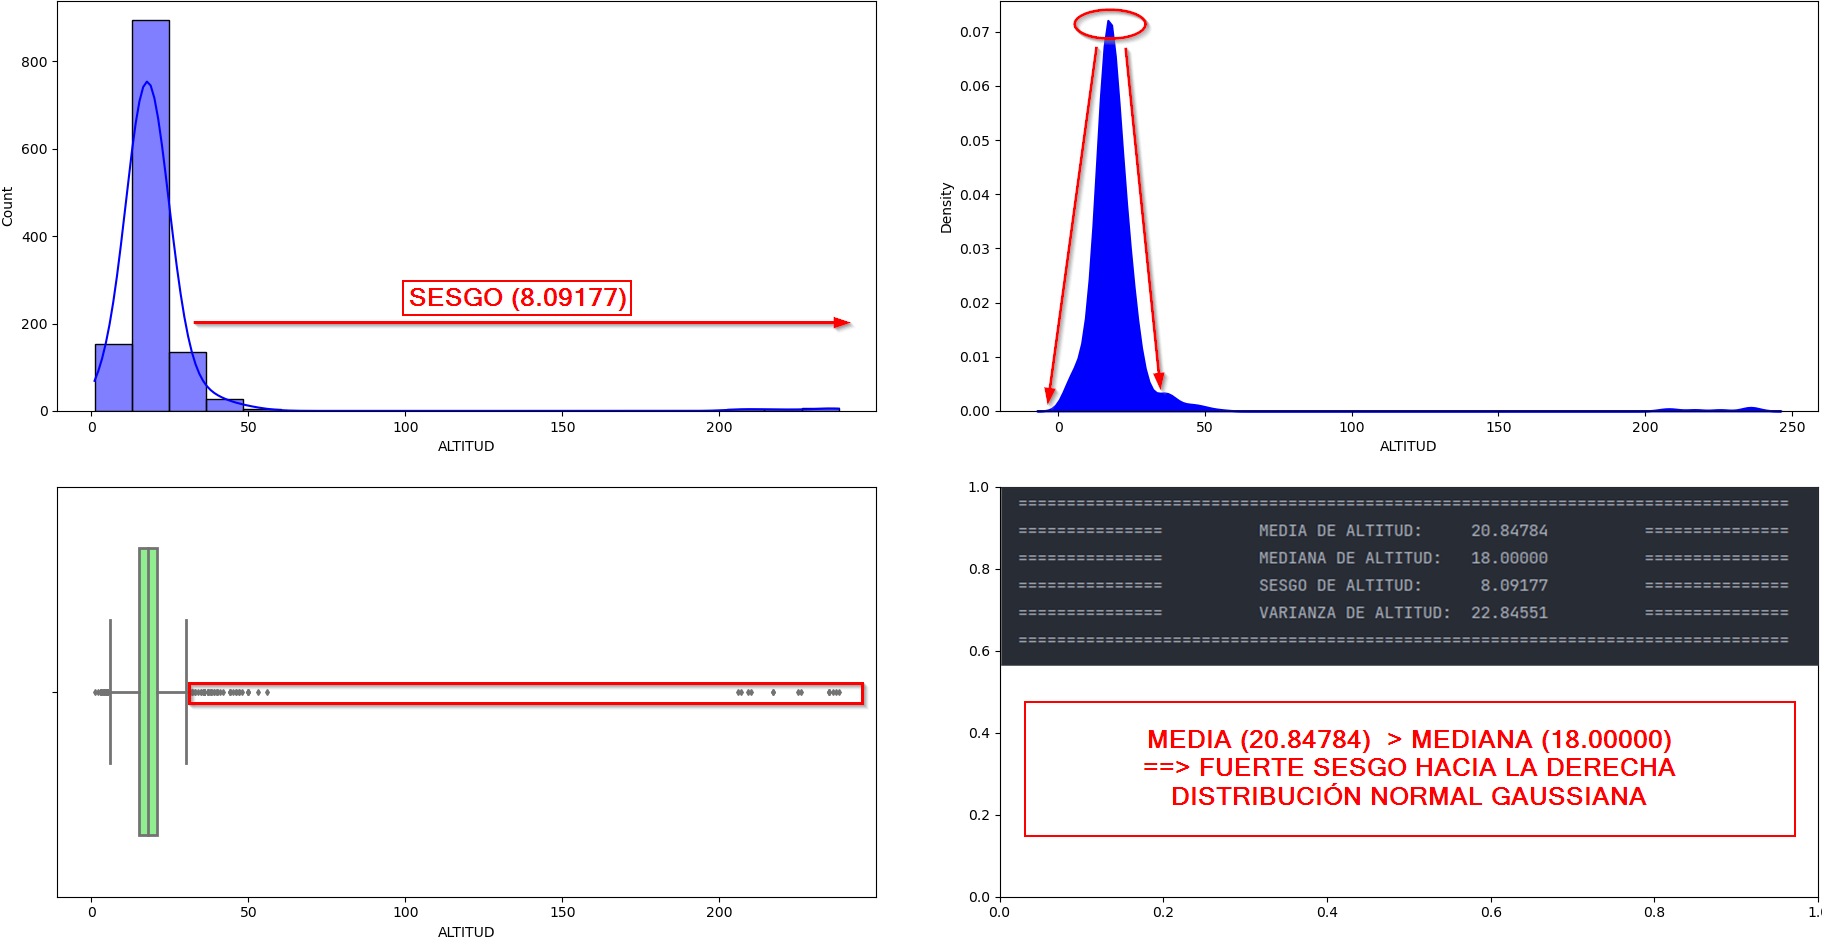 800
600
400
200
0
Count
SESGO (8.09177)
0 50 100 150 200
ALTITUD
0.07
0.06
0.05
0.04
0.03
0.02
0.01
0.00
Density
0 50 100 150 200 250
ALTITUD
0 50 100 150 200
ALTITUD
1.0
0.8
0.6
0.4
0.2
0.0
================================================================================
=============== MEDIA DE ALTITUD: 20.84784 ===============
=============== MEDIANA DE ALTITUD: 18.00000 ===============
=============== SESGO DE ALTITUD: 8.09177 ===============
=============== VARIANZA DE ALTITUD: 22.84551 ===============
================================================================================
MEDIA (20.84784) > MEDIANA (18.00000)
==> FUERTE SESGO HACIA LA DERECHA
DISTRIBUCIÓN NORMAL GAUSSIANA
0.0 0.2 0.4 0.6 0.8 1.